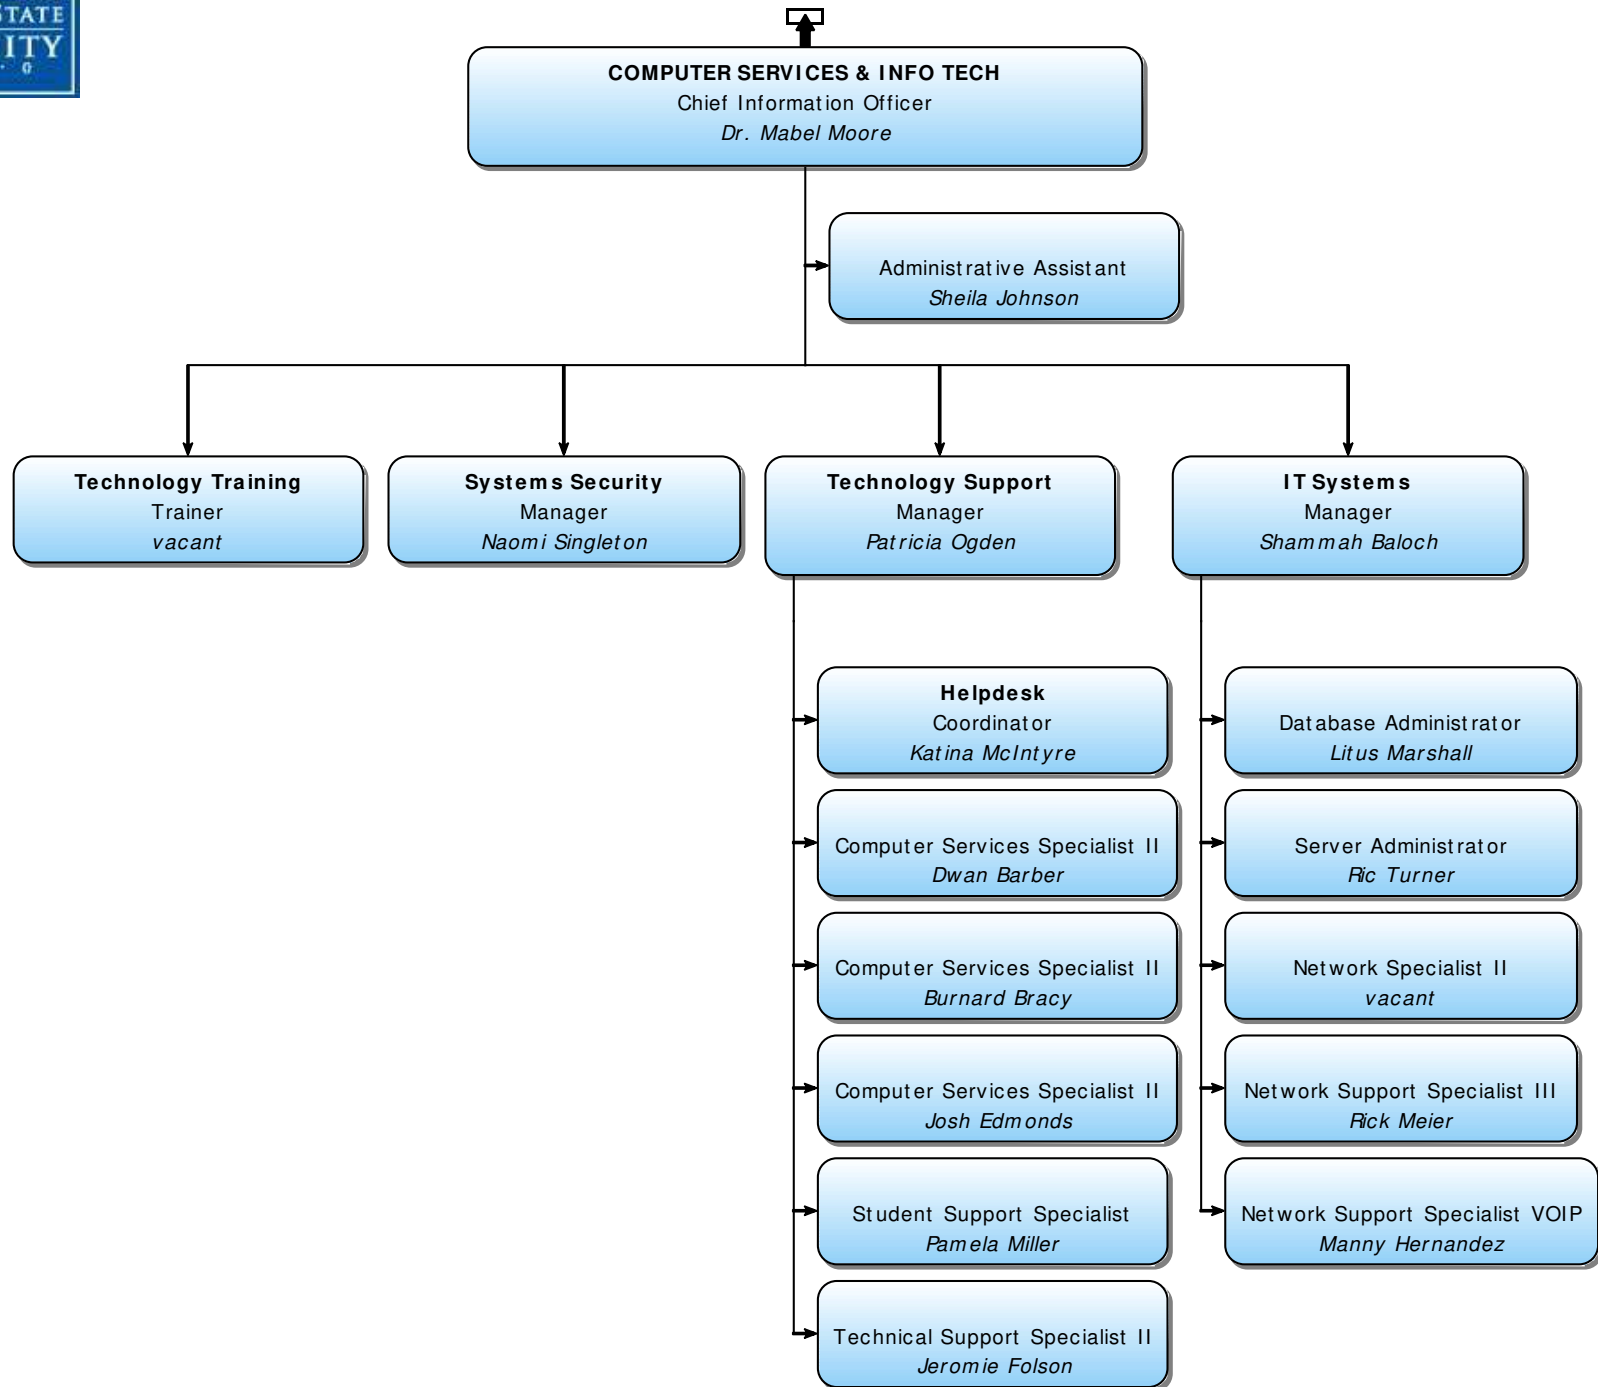 STATE
ITY
COMPUTER SERVICES & INFO TECH
Chief Information Officer
Dr. Mabel Moore
Administrative Assistant
Sheila Johnson
Technology Training
Trainer
vacant
Systems Security
Manager
Naomi Singleton
Technology Support
Manager
Patricia Ogden
IT Systems
Manager
Shammah Baloch
Helpdesk
Coordinator
Katina McIntyre
Computer Services Specialist II
Dwan Barber
Computer Services Specialist II
Burnard Bracy
Computer Services Specialist II
Josh Edmonds
Student Support Specialist
Pamela Miller
Technical Support Specialist II
Jeromie Folson
Database Administrator
Litus Marshall
Server Administrator
Ric Turner
Network Specialist II
vacant
Network Support Specialist III
Rick Meier
Network Support Specialist VOIP
Manny Hernandez